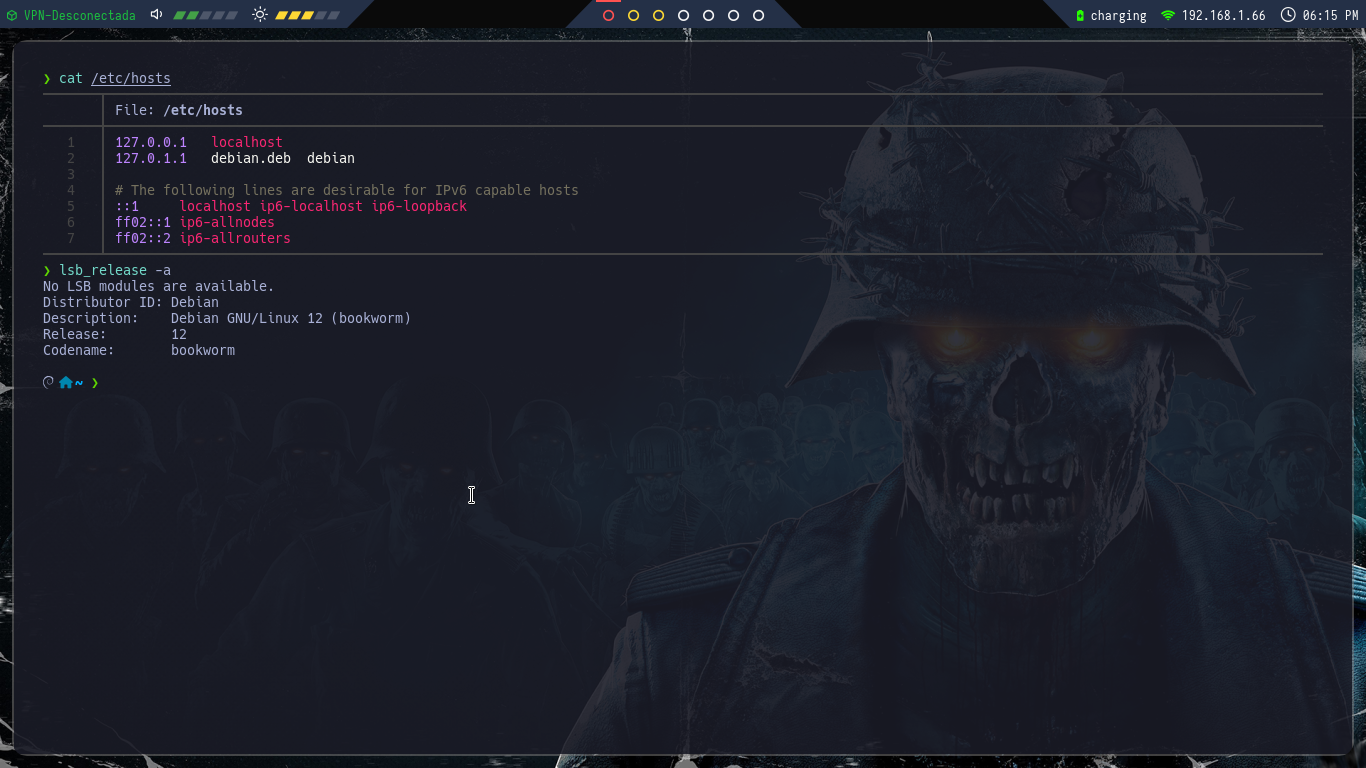 VPN-Desconectada charging 192.168.1.66 06:15 PM
❯ cat /etc/hosts
File: /etc/hosts
1 127.0.0.1 localhost
2 127.0.1.1 debian.deb debian
3
4 # The following lines are desirable for IPv6 capable hosts
5 ::1 localhost ip6-localhost ip6-loopback
6 ff02::1 ip6-allnodes
7 ff02::2 ip6-allrouters
❯ lsb_release -a
No LSB modules are available.
Distributor ID: Debian
Description: Debian GNU/Linux 12 (bookworm)
Release: 12
Codename: bookworm
~ ❯